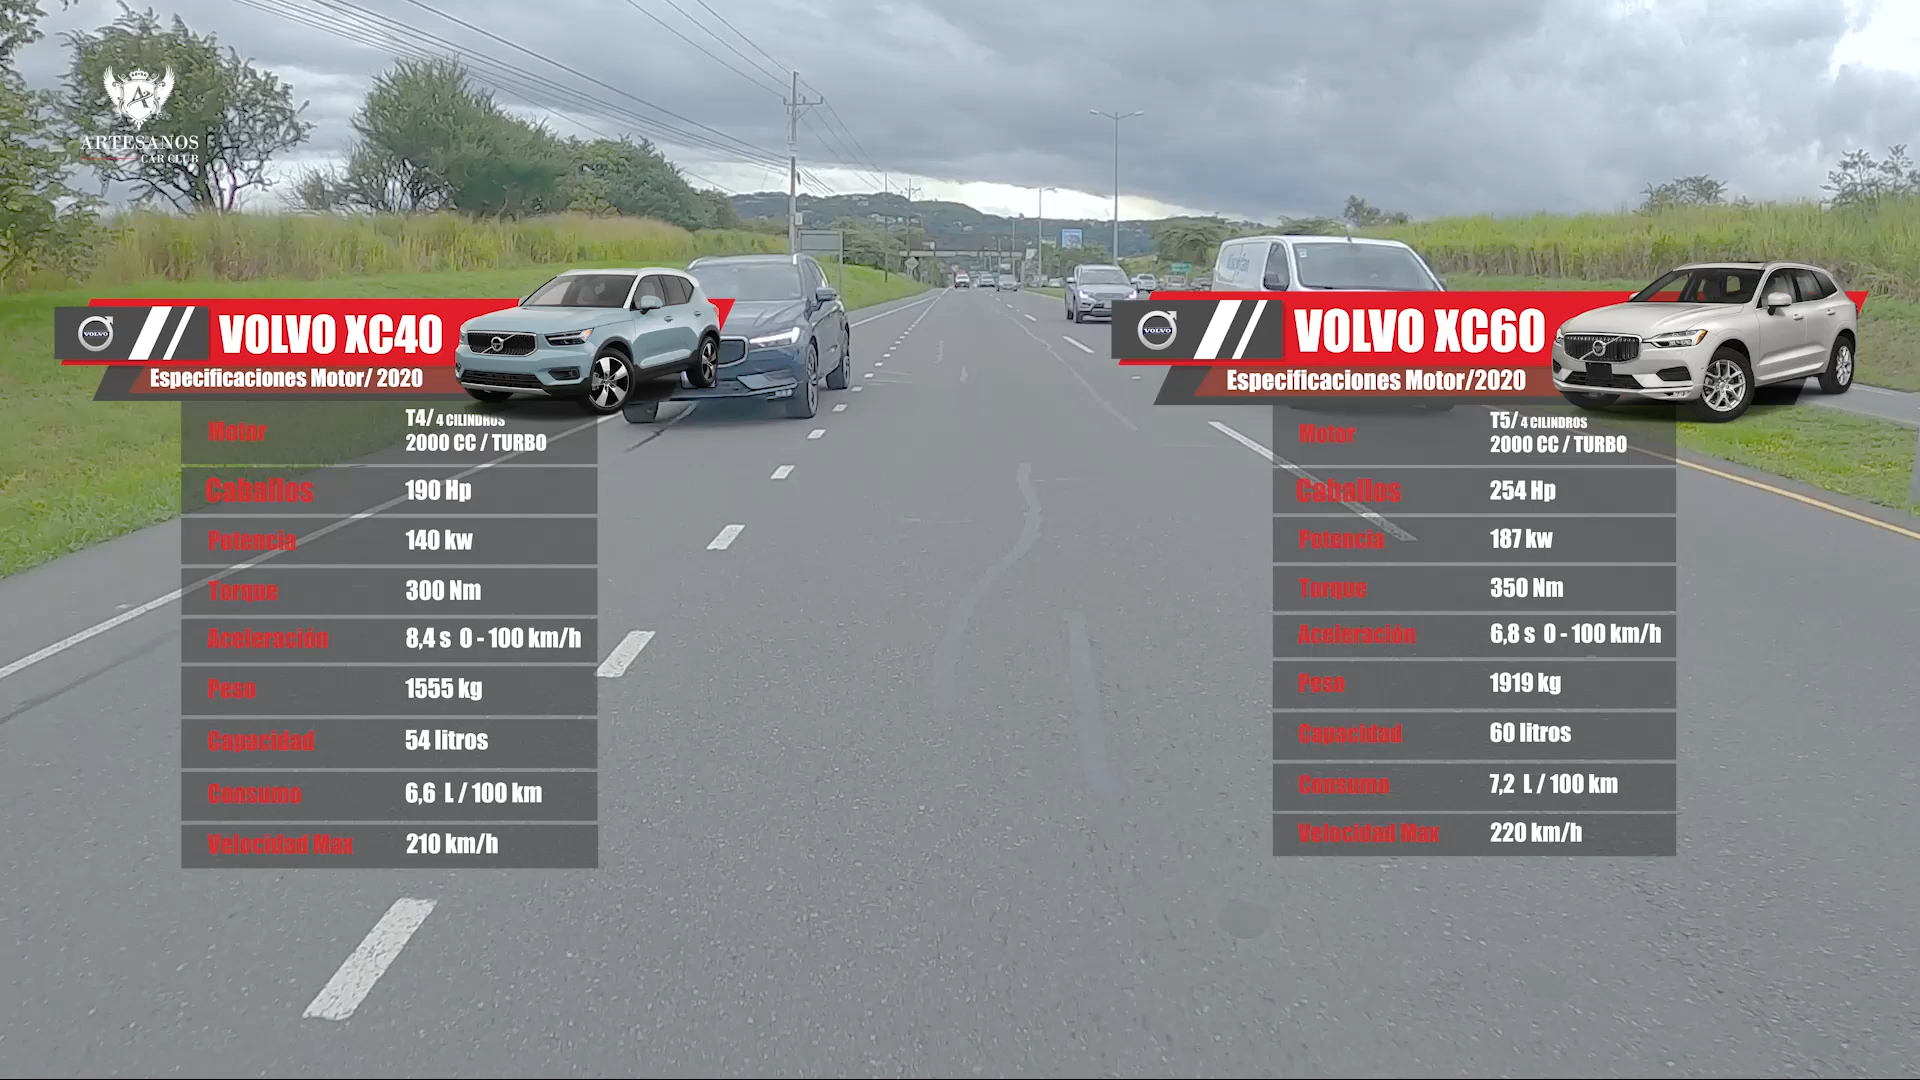 ARTESANOS
CAR CLUB
VOLVO
VOLVO XC40
Especificaciones Motor/ 2020
Motor T4/ 4 CILINDROS
2000 CC / TURBO
Caballos 190 Hp
Potencia 140 kw
Torque 300 Nm
Aceleración 8,4 s 0 - 100 km/h
Peso 1555 kg
Capacidad 54 litros
Consumo 6,6 L / 100 km
Velocidad Max 210 km/h
VOLVO
VOLVO XC60
Especificaciones Motor/2020
Motor T5/ 4 CILINDROS
2000 CC / TURBO
Caballos 254 Hp
Potencia 187 kw
Torque 350 Nm
Aceleración 6,8 s 0 - 100 km/h
Peso 1919 kg
Capacidad 60 litros
Consumo 7,2 L / 100 km
Velocidad Max 220 km/h